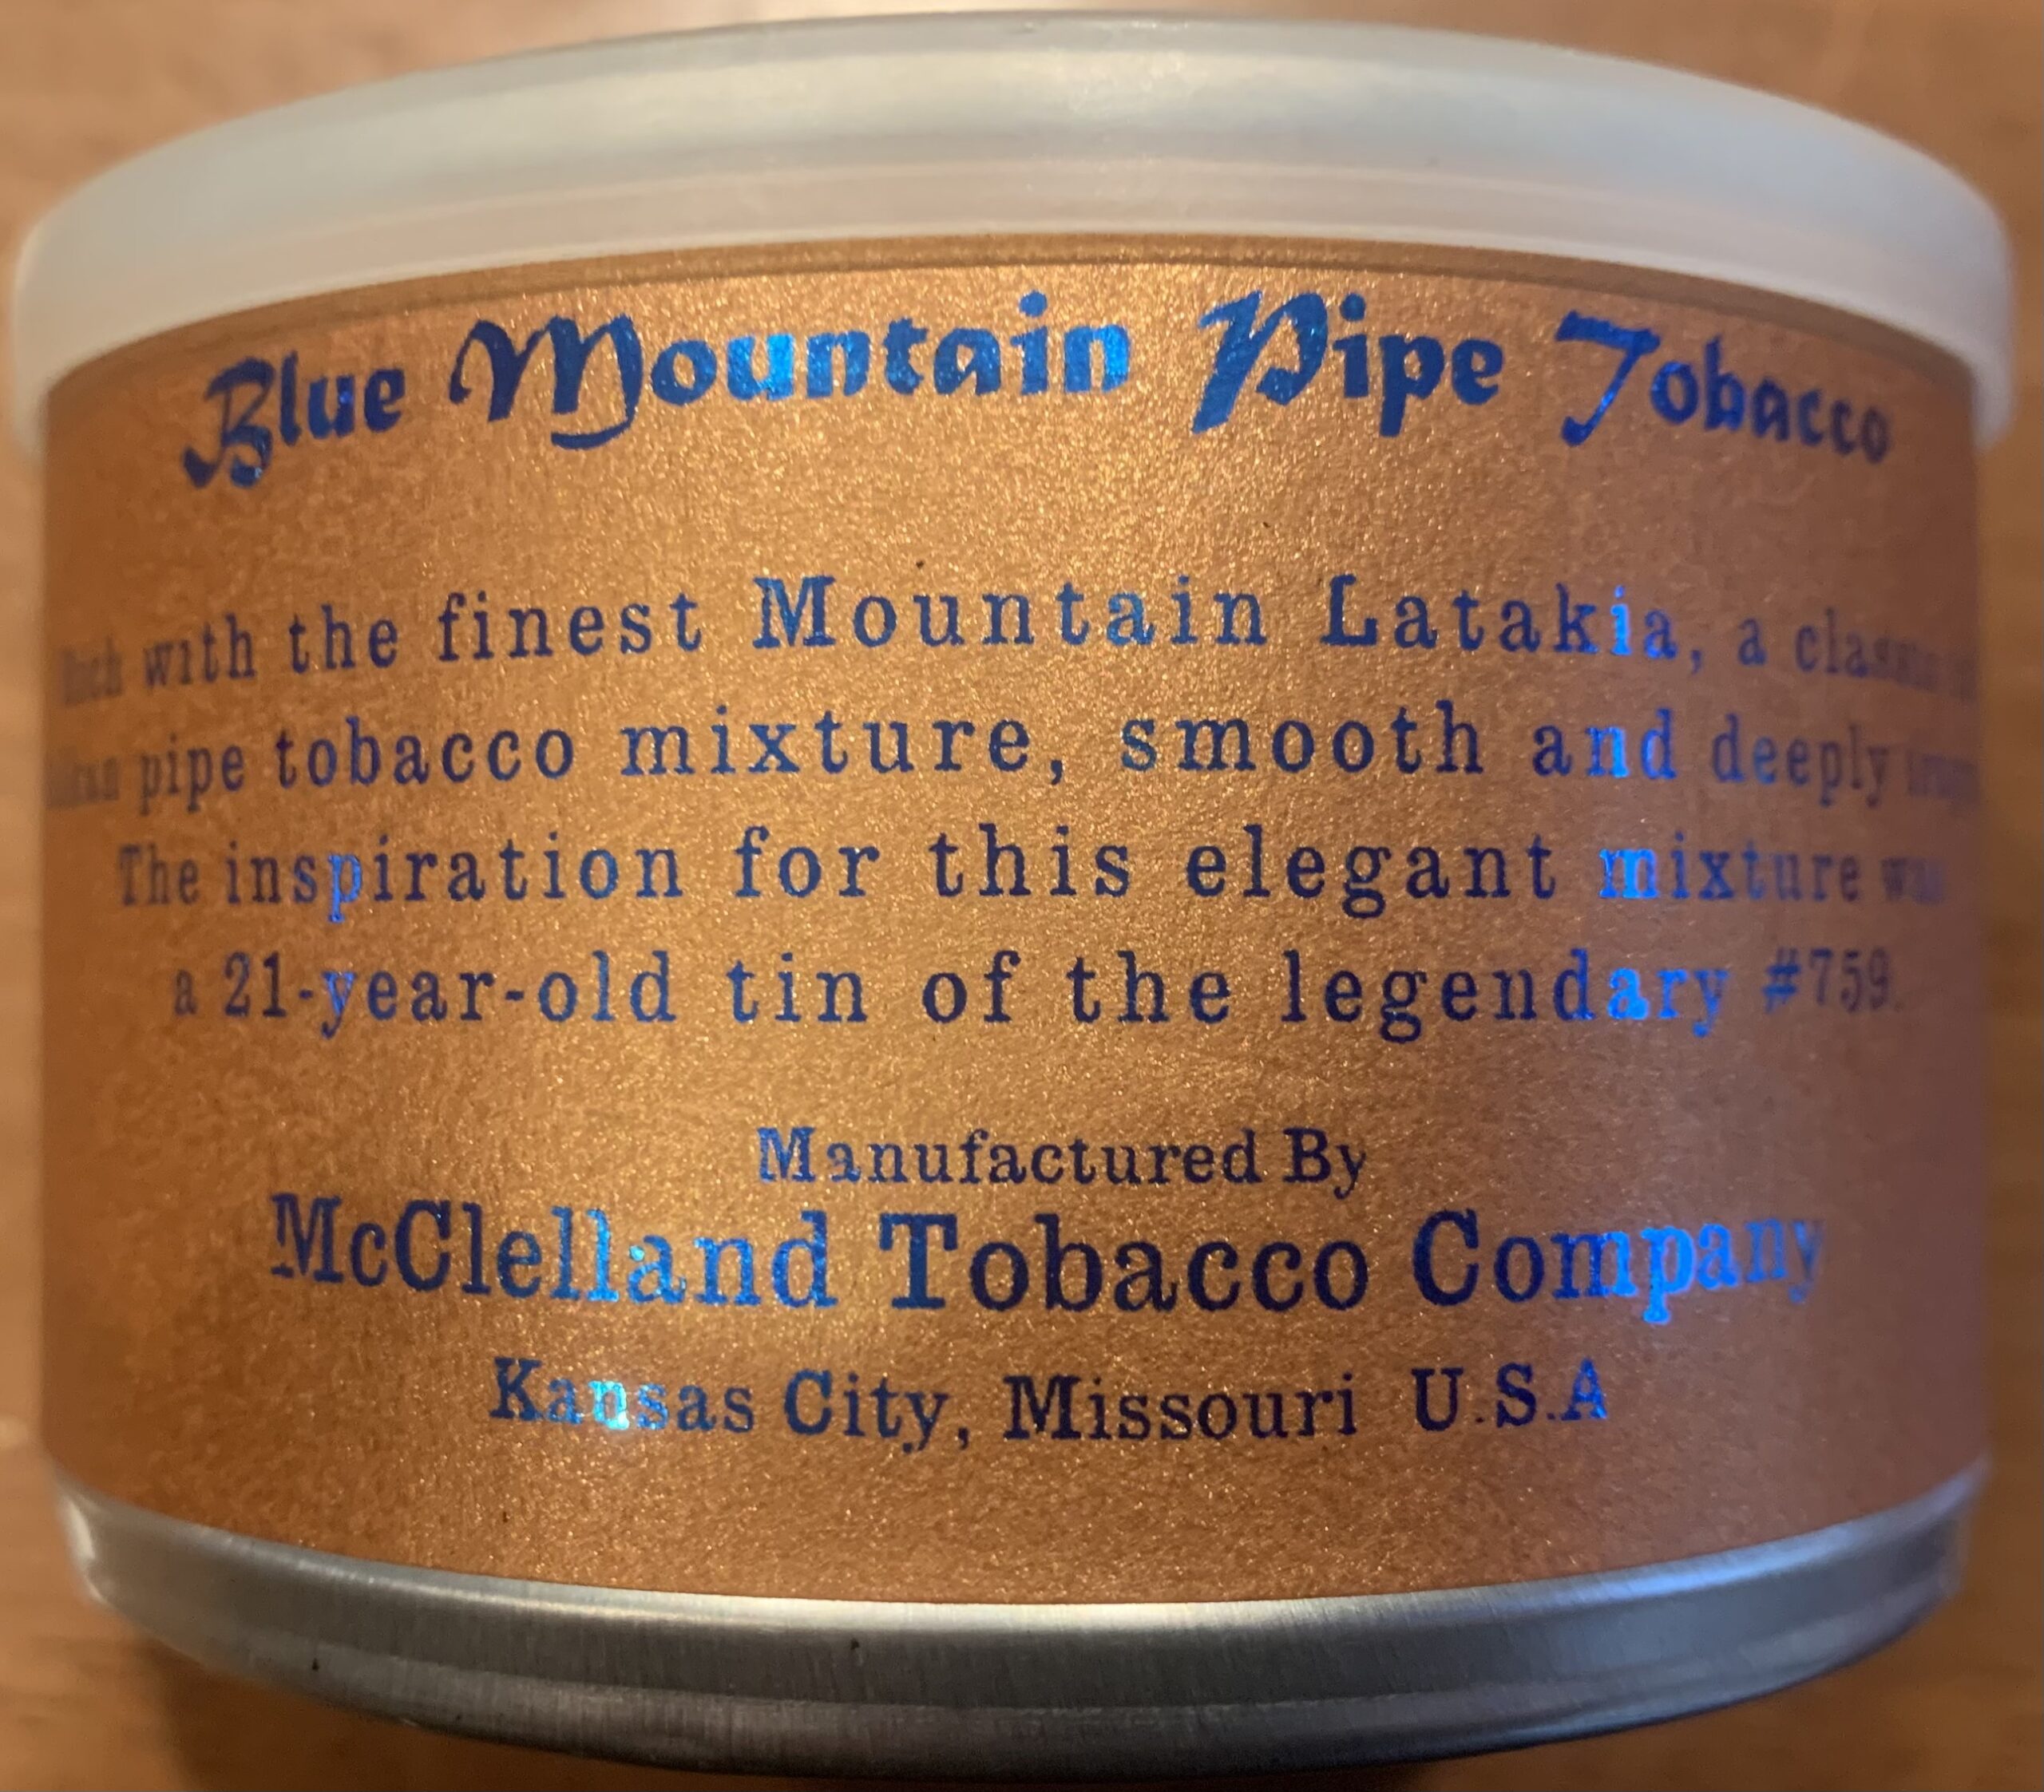 Blue Mountain Pipe Tobacco
with the finest Mountain Latakia, a
pipe tobacco mixture, smooth and deeply
The inspiration for this elegant mixture was
a 21-year-old tin of the legendary #759.
Manufactured By
McClelland Tobacco Company
Kansas City, Missouri U.S.A